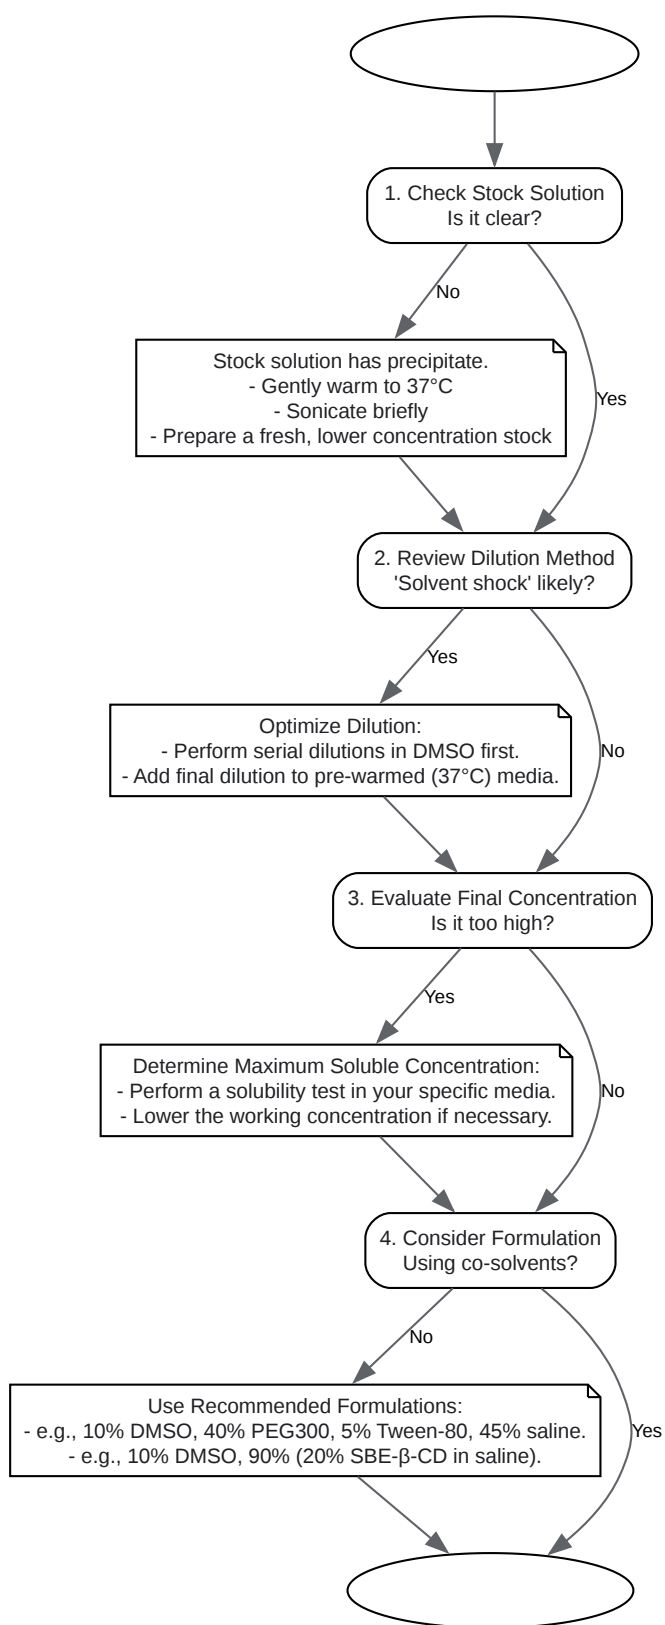 1. Check Stock Solution
Is it clear?
No
Stock solution has precipitate.
- Gently warm to 37°C
- Sonicate briefly
- Prepare a fresh, lower concentration stock
Yes
2. Review Dilution Method
'Solvent shock' likely?
Yes
Optimize Dilution:
- Perform serial dilutions in DMSO first.
- Add final dilution to pre-warmed (37°C) media.
No
3. Evaluate Final Concentration
Is it too high?
Yes
Determine Maximum Soluble Concentration:
- Perform a solubility test in your specific media.
- Lower the working concentration if necessary.
No
4. Consider Formulation
Using co-solvents?
No
Use Recommended Formulations:
- e.g., 10% DMSO, 40% PEG300, 5% Tween-80, 45% saline.
- e.g., 10% DMSO, 90% (20% SBE-β-CD in saline).
Yes